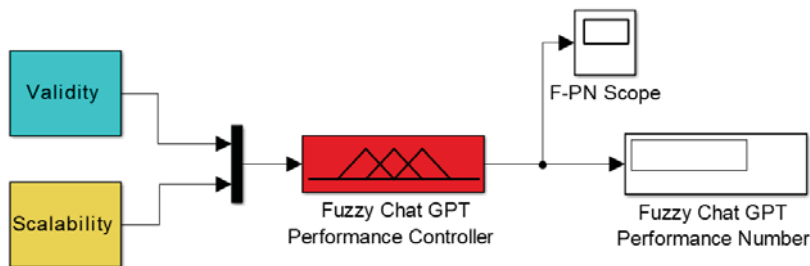 Validity
Scalability
Fuzzy Chat GPT
Performance Controller
F-PN Scope
Fuzzy Chat GPT
Performance Number